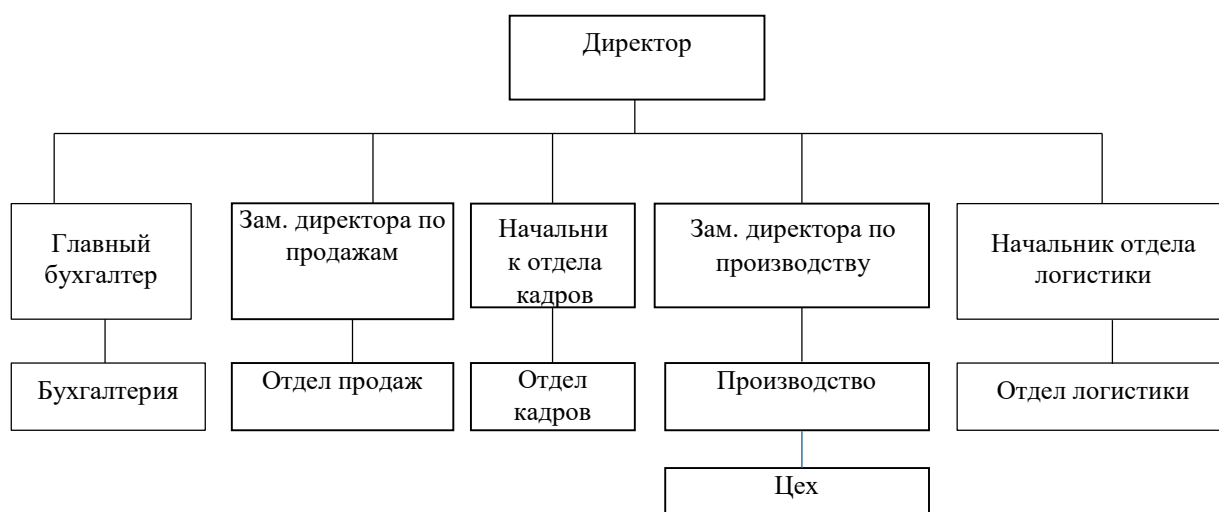 Директор
Главный
бухгалтер
Зам. директора по
продажам
Начальни
к отдела
кадров
Зам. директора по
производству
Начальник отдела
логистики
Бухгалтерия
Отдел продаж
Отдел
кадров
Производство
Отдел логистики
Цех